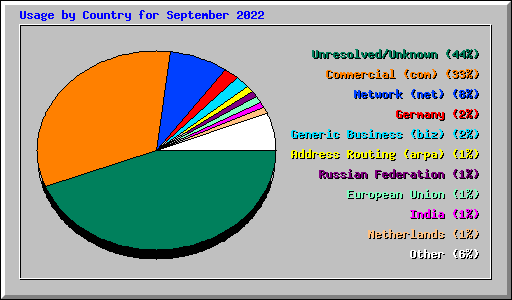 Usage by Country for September 2022
Unresolved/Unknown (44%)
Commercial (com) (33%)
Network (net) (8%)
Germany (2%)
Generic Business (biz) (2%)
Address Routing (arpa) (1%)
Russian Federation (1%)
European Union (1%)
India (1%)
Netherlands (1%)
Other (6%)